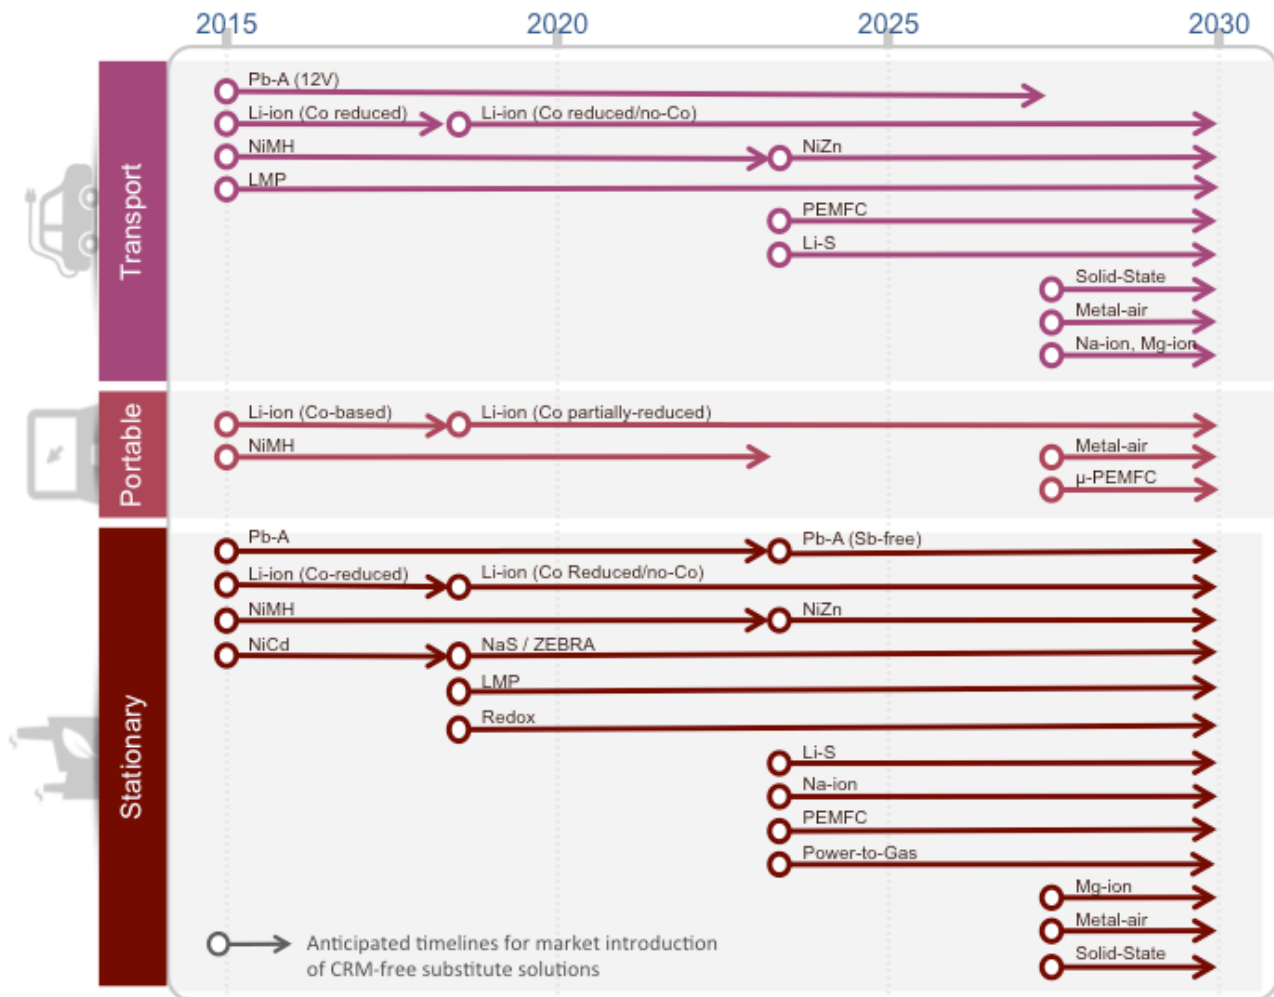 2015 2020 2025 2030
Transport
Pb-A (12V)
Li-ion (Co reduced) Li-ion (Co reduced/no-Co)
NiMH NiZn
LMP
PEMFC
Li-S
Solid-State
Metal-air
Na-ion, Mg-ion
Portable
Li-ion (Co-based) Li-ion (Co partially-reduced)
NiMH Metal-air
μ-PEMFC
Stationary
Pb-A Pb-A (Sb-free)
Li-ion (Co-reduced) Li-ion (Co Reduced/no-Co)
NiMH NiZn
NiCd NaS / ZEBRA
LMP
Redox
Li-S
Na-ion
PEMFC
Power-to-Gas
Mg-ion
Metal-air
Solid-State
Anticipated timelines for market introduction
of CRM-free substitute solutions